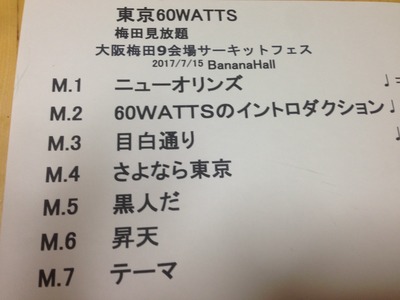 東京60WATTS
梅田見放題
大阪梅田9会場サーキットフェス
2017/7/15 BananaHall
M.1 ニューオリンズ ♩=
M.2 60WATTSのイントロダクション♩
M.3 目白通り ♩
M.4 さよなら東京
M.5 黒人だ
M.6 昇天
M.7 テーマ